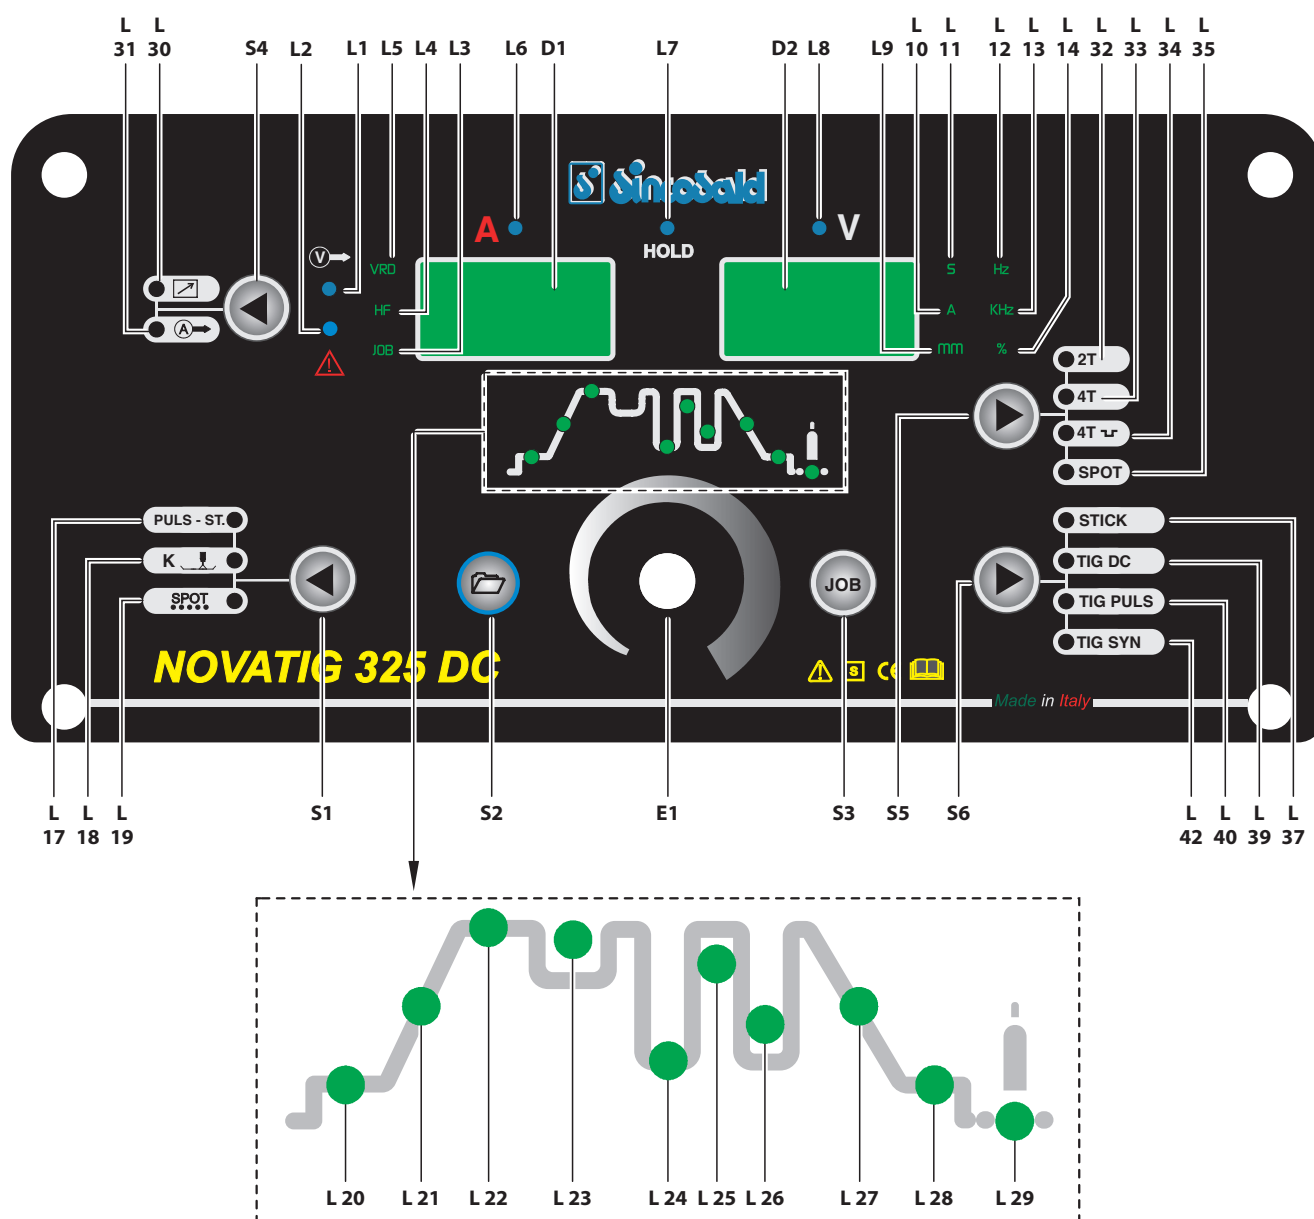 L L L L L L L L L L L
31 30 S4 L2 L1 L5 L4 L3 L6 D1 L7 D2 L8 L9 10 11 12 13 14 32 33 34 35
SincoSald
A HOLD V
V
VRD
HF
JOB
A
S Hz
A KHz
mm %
2T
4T
4T
SPOT
PULS - ST.
K
SPOT
JOB
STICK
TIG DC
TIG PULS
TIG SYN
NOVATIG 325 DC
S CE
Made in Italy
L L L S1 S2 E1 S3 S5 S6 L L L L
17 18 19 42 40 39 37
L 20 L 21 L 22 L 23 L 24 L 25 L 26 L 27 L 28 L 29